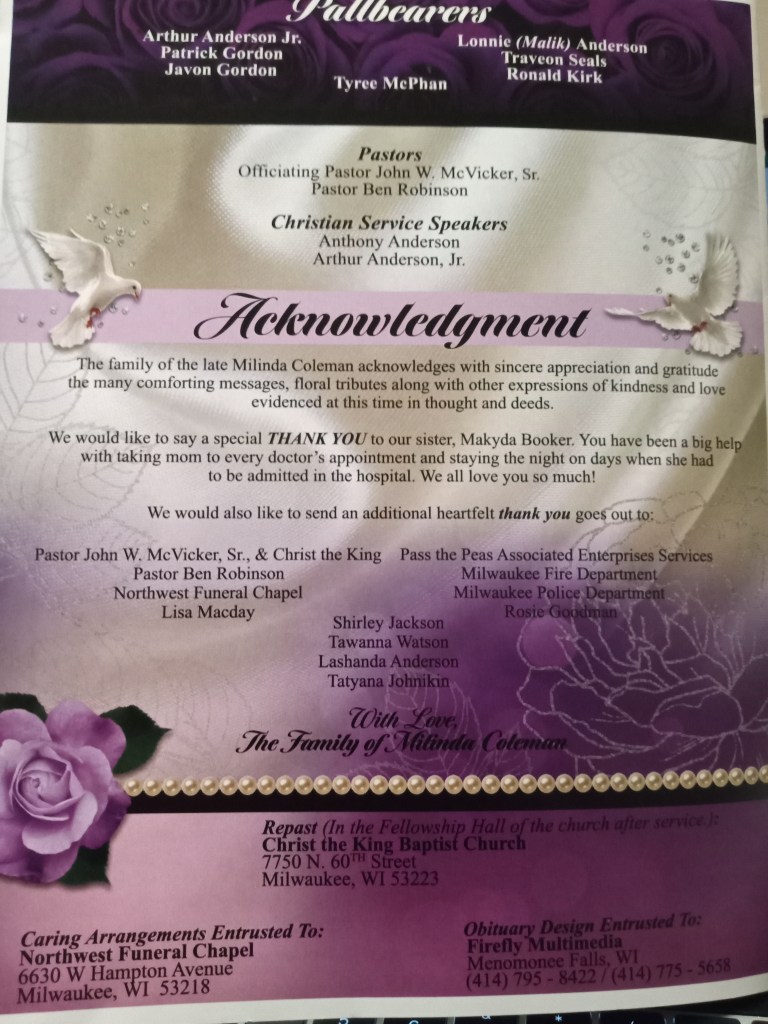 Pallbearers
Arthur Anderson Jr.
Patrick Gordon
Javon Gordon
Lonnie (Malik) Anderson
Traveon Seals
Ronald Kirk
Tyree McPhan
Pastors
Officiating Pastor John W. McVicker, Sr.
Pastor Ben Robinson
Christian Service Speakers
Anthony Anderson
Arthur Anderson, Jr.
Acknowledgment
The family of the late Milinda Coleman acknowledges with sincere appreciation and gratitude
the many comforting messages, floral tributes along with other expressions of kindness and love
evidenced at this time in thought and deeds.
We would like to say a special THANK YOU to our sister, Makyda Booker. You have been a big help
with taking mom to every doctor's appointment and staying the night on days when she had
to be admitted in the hospital. We all love you so much!
We would also like to send an additional heartfelt thank you goes out to:
Pastor John W. McVicker, Sr., & Christ the King
Pastor Ben Robinson
Northwest Funeral Chapel
Lisa Macday
Pass the Peas Associated Enterprises Services
Milwaukee Fire Department
Milwaukee Police Department
Rosie Goodman
Shirley Jackson
Tawanna Watson
Lashanda Anderson
Tatyana Johnikin
With Love,
The Family of Milinda Coleman
Repast (In the Fellowship Hall of the church after service.):
Christ the King Baptist Church
7750 N. 60TH Street
Milwaukee, WI 53223
Caring Arrangements Entrusted To:
Northwest Funeral Chapel
6630 W Hampton Avenue
Milwaukee, WI 53218
Obituary Design Entrusted To:
Firefly Multimedia
Menomonee Falls, WI
(414) 795 - 8422 / (414) 775 - 5658